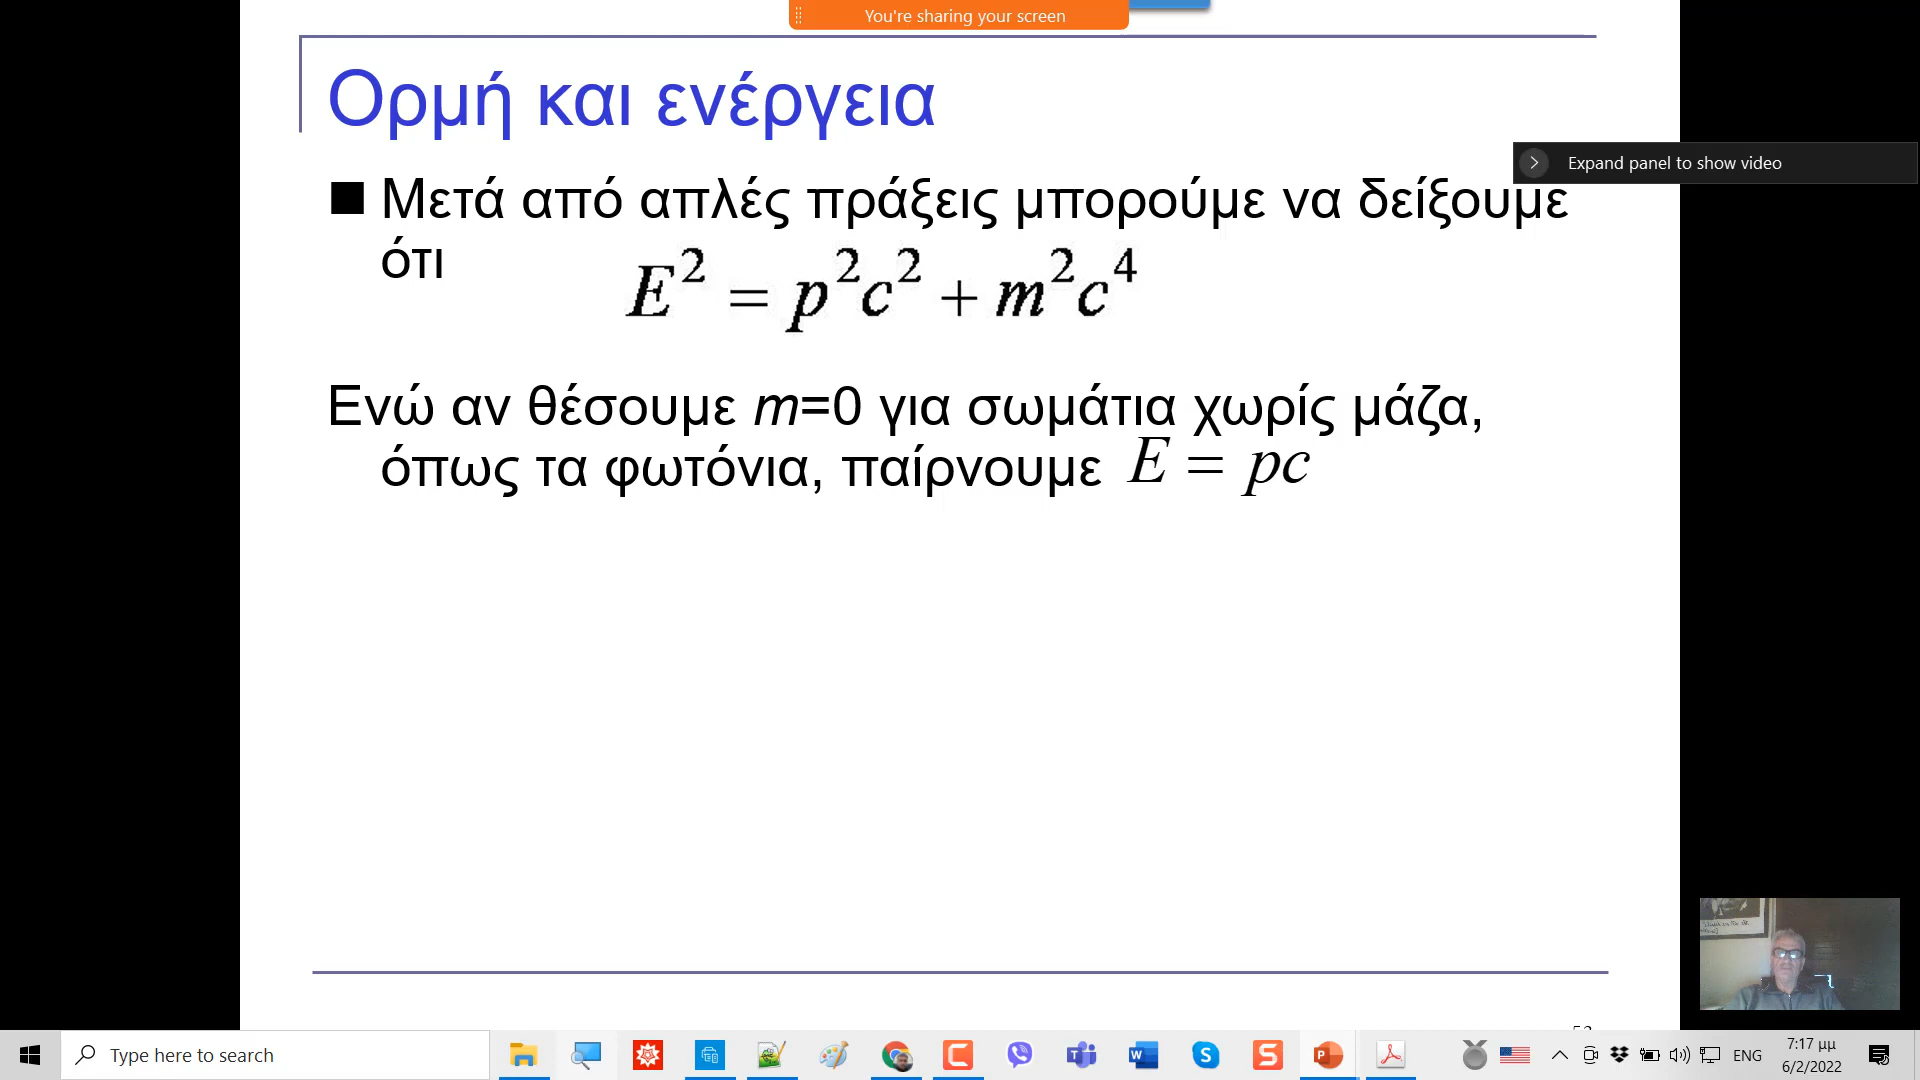 You're sharing your screen
Ορμή και ενέργεια
Expand panel to show video
■ Μετά από απλές πράξεις μπορούμε να δείξουμε
ότι
E² = p²c² + m²c⁴
Ενώ αν θέσουμε m=0 για σωμάτια χωρίς μάζα,
όπως τα φωτόνια, παίρνουμε E = pc
Type here to search
ENG
7:17 μμ
6/2/2022